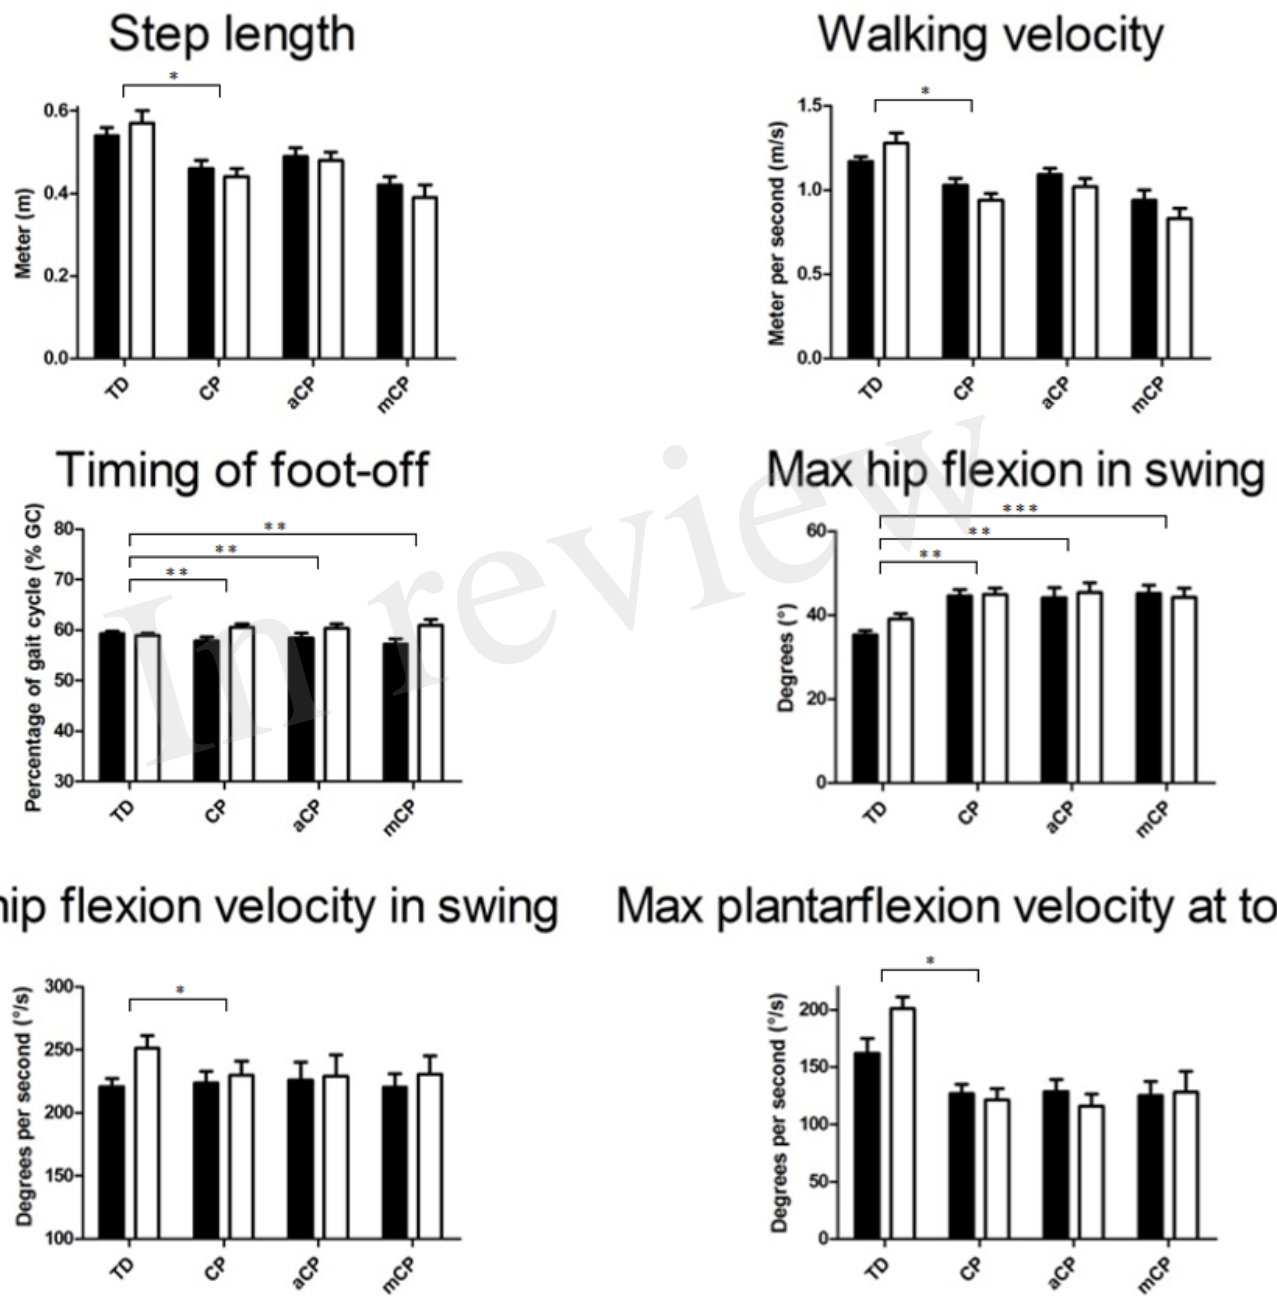 Step length
*
0.6
0.4
0.2
0.0
Meter (m)
TD
CP
aCP
mCP
Walking velocity
*
1.5
1.0
0.5
0.0
Meter per second (m/s)
TD
CP
aCP
mCP
Timing of foot-off
**
**
**
80
70
60
50
40
30
Percentage of gait cycle (% GC)
TD
CP
aCP
mCP
Max hip flexion in swing
***
**
**
60
40
20
0
Degrees (°)
TD
CP
aCP
mCP
In review
hip flexion velocity in swing
*
300
250
200
150
100
Degrees per second (°/s)
TD
CP
aCP
mCP
Max plantarflexion velocity at to
*
200
150
100
50
0
Degrees per second (°/s)
TD
CP
aCP
mCP